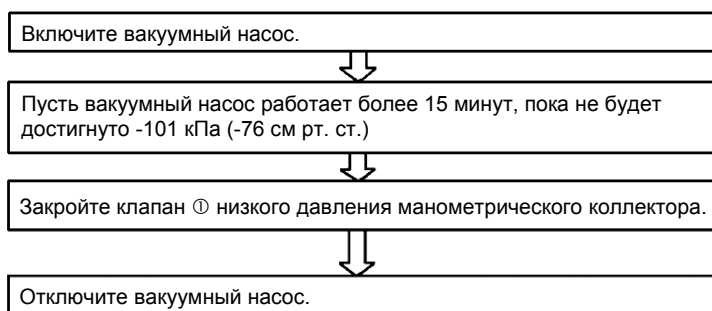 Включите вакуумный насос.
Пусть вакуумный насос работает более 15 минут, пока не будет
достигнуто -101 кПа (-76 см рт. ст.)
Закройте клапан ① низкого давления манометрического коллектора.
Отключите вакуумный насос.